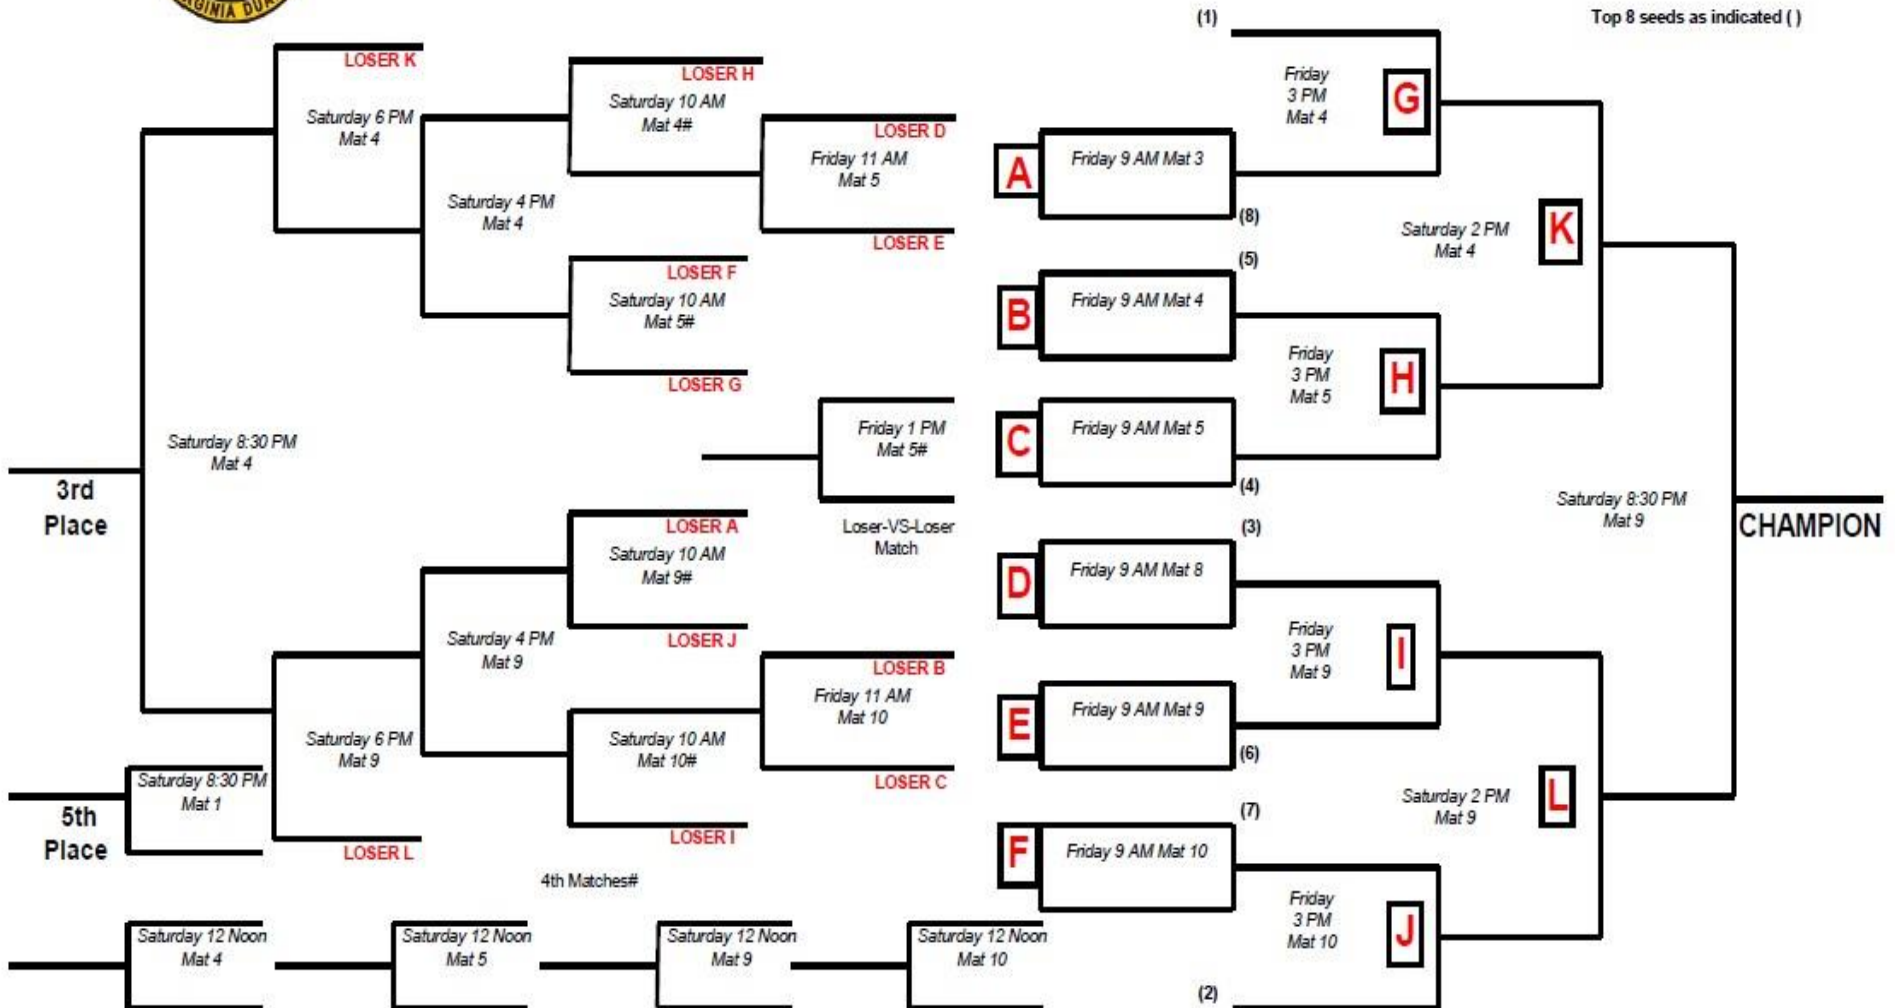 VIRGINIA DUA
(1)
Top 8 seeds as indicated ( )
LOSER K
Saturday 6 PM
Mat 4
LOSER H
Saturday 10 AM
Mat 4#
LOSER D
Friday 11 AM
Mat 5
LOSER E
Saturday 4 PM
Mat 4
LOSER F
Saturday 10 AM
Mat 5#
LOSER G
Saturday 8:30 PM
Mat 4
3rd
Place
Friday 1 PM
Mat 5#
Loser-VS-Loser
Match
LOSER A
Saturday 10 AM
Mat 9#
LOSER J
Saturday 4 PM
Mat 9
LOSER B
Friday 11 AM
Mat 10
LOSER C
Saturday 10 AM
Mat 10#
LOSER I
Saturday 6 PM
Mat 9
LOSER L
Saturday 8:30 PM
Mat 1
5th
Place
4th Matches#
Saturday 12 Noon
Mat 4
Saturday 12 Noon
Mat 5
Saturday 12 Noon
Mat 9
Saturday 12 Noon
Mat 10
Friday
3 PM
Mat 4
G
A
Friday 9 AM Mat 3
(8)
(5)
B
Friday 9 AM Mat 4
Saturday 2 PM
Mat 4
K
Friday
3 PM
Mat 5
H
C
Friday 9 AM Mat 5
(4)
(3)
D
Friday 9 AM Mat 8
Saturday 8:30 PM
Mat 9
CHAMPION
Friday
3 PM
Mat 9
I
E
Friday 9 AM Mat 9
(6)
(7)
Saturday 2 PM
Mat 9
L
F
Friday 9 AM Mat 10
Friday
3 PM
Mat 10
J
(2)